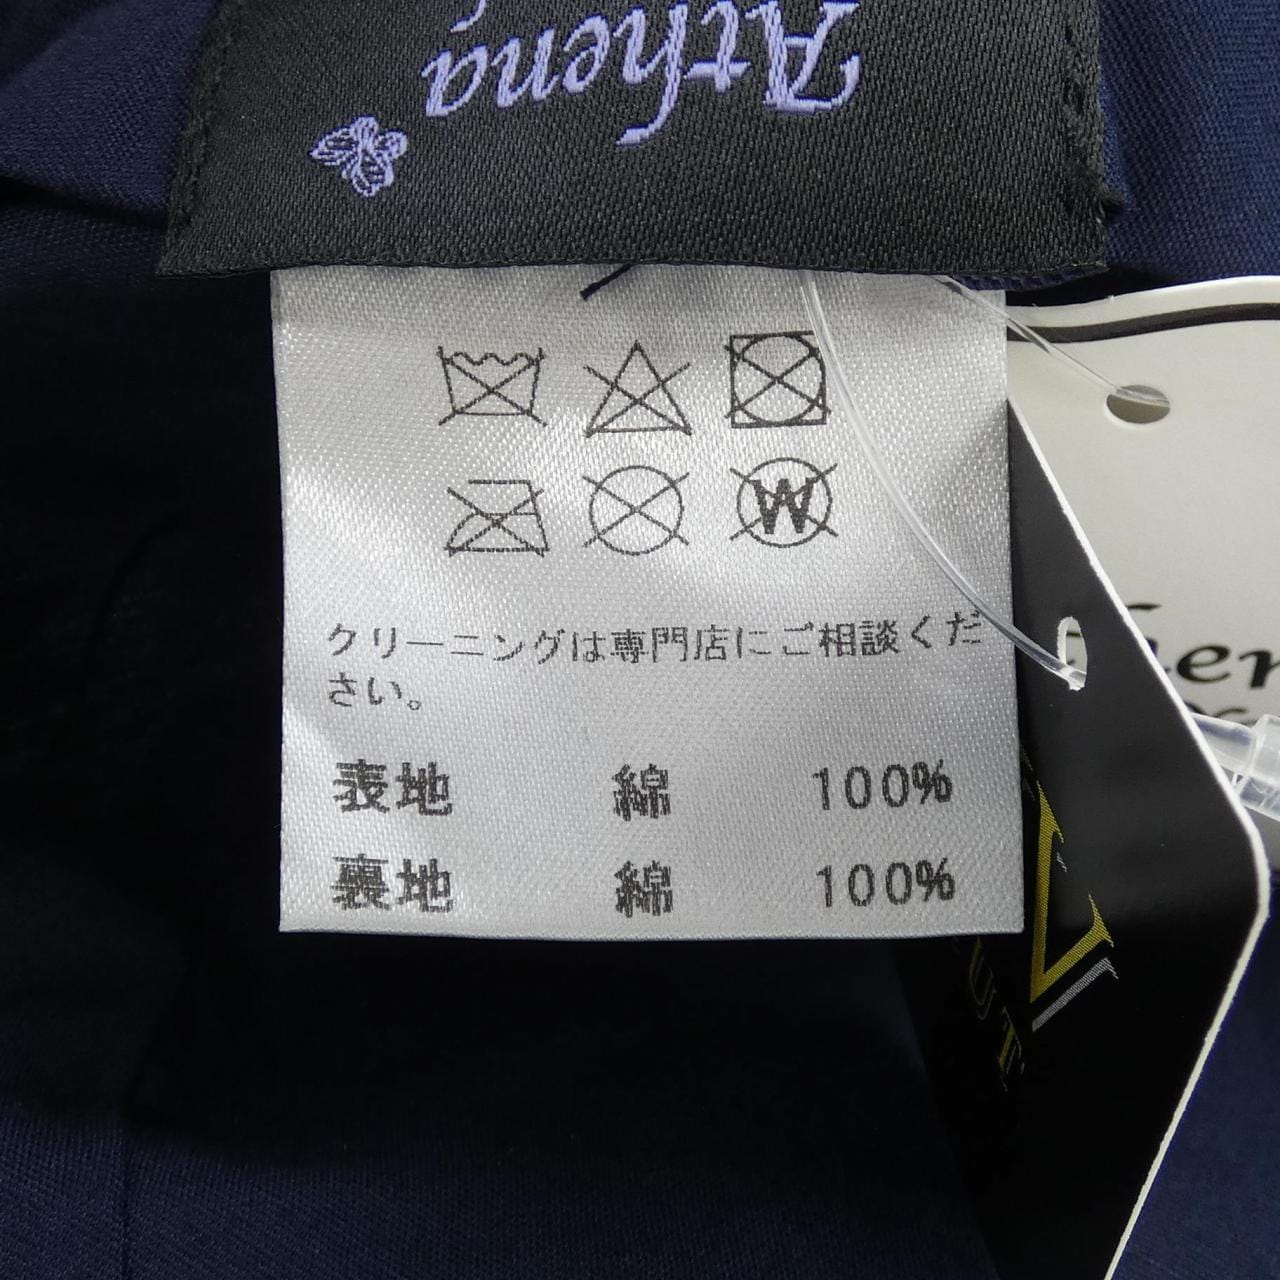 Athena
W
クリーニングは専門店にご相談くだ
さい。
表地 綿 100%
裏地 綿 100%